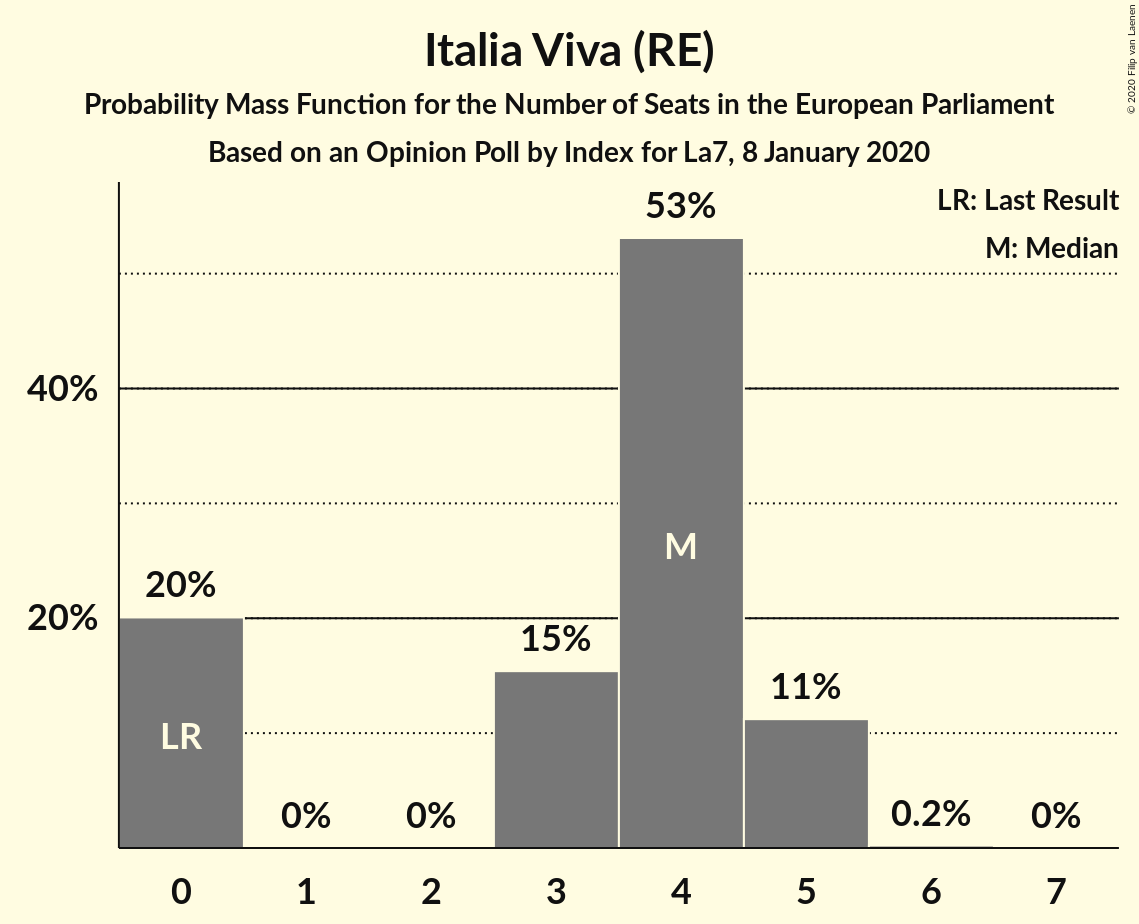 Italia Viva (RE)
Probability Mass Function for the Number of Seats in the European Parliament
Based on an Opinion Poll by Index for La7, 8 January 2020
© 2020 Filip van Laenen
LR: Last Result
M: Median
53%
40%
M
20%
20%
15%
11%
LR
0%
0%
0.2%
0%
0
1
2
3
4
5
6
7